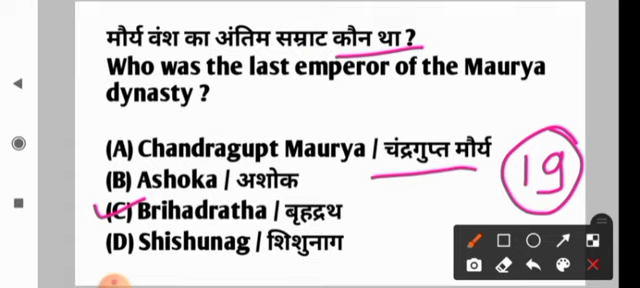 मौर्य वंश का अंतिम सम्राट कौन था ?
Who was the last emperor of the Maurya
dynasty ?
(A) Chandragupt Maurya / चंद्रगुप्त मौर्य
(B) Ashoka / अशोक
(C) Brihadratha / बृहद्रथ
(D) Shishunag / शिशुनाग
19